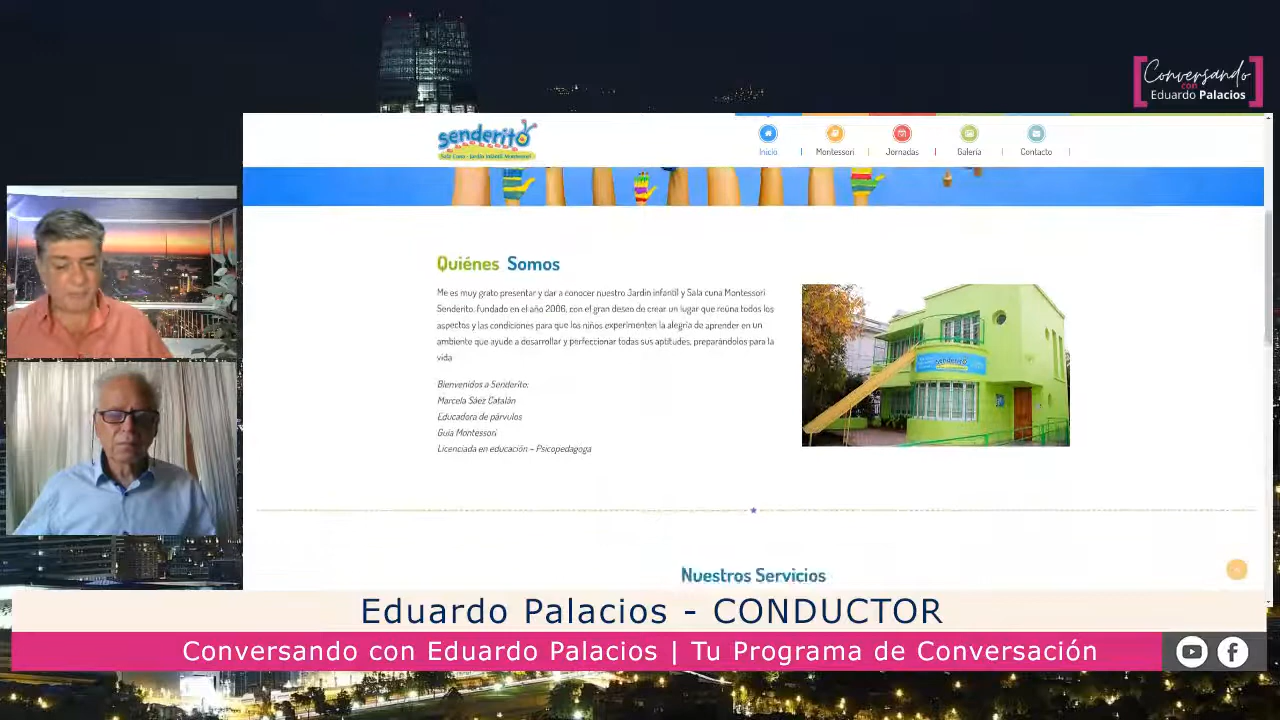 Conversando
con
Eduardo Palacios
senderito
Sala Cuna - Jardín Infantil Montessori
Inicio
Montessori
Jornadas
Galería
Contacto
Quiénes Somos
Me es muy grato presentar y dar a conocer nuestro Jardín infantil y Sala cuna Montessori
Senderito, fundado en el año 2006, con el gran deseo de crear un lugar que reúna todos los
aspectos y las condiciones para que los niños experimenten la alegría de aprender en un
ambiente que ayude a desarrollar y perfeccionar todas sus aptitudes, preparándolos para la
vida
Bienvenidos a Senderito:
Marcela Sáez Catalán
Educadora de párvulos
Guía Montessori
Licenciada en educación – Psicopedagoga
senderito
Nuestros Servicios
Eduardo Palacios - CONDUCTOR
Conversando con Eduardo Palacios | Tu Programa de Conversación